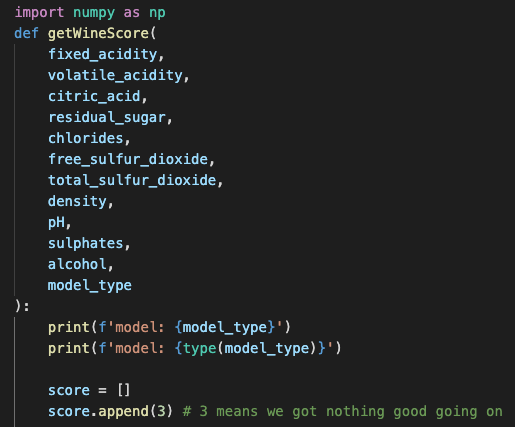 import numpy as np
def getWineScore(
    fixed_acidity,
    volatile_acidity,
    citric_acid,
    residual_sugar,
    chlorides,
    free_sulfur_dioxide,
    total_sulfur_dioxide,
    density,
    pH,
    sulphates,
    alcohol,
    model_type
):
    print(f'model: {model_type}')
    print(f'model: {type(model_type)}')
    score = []
    score.append(3) # 3 means we got nothing good going on